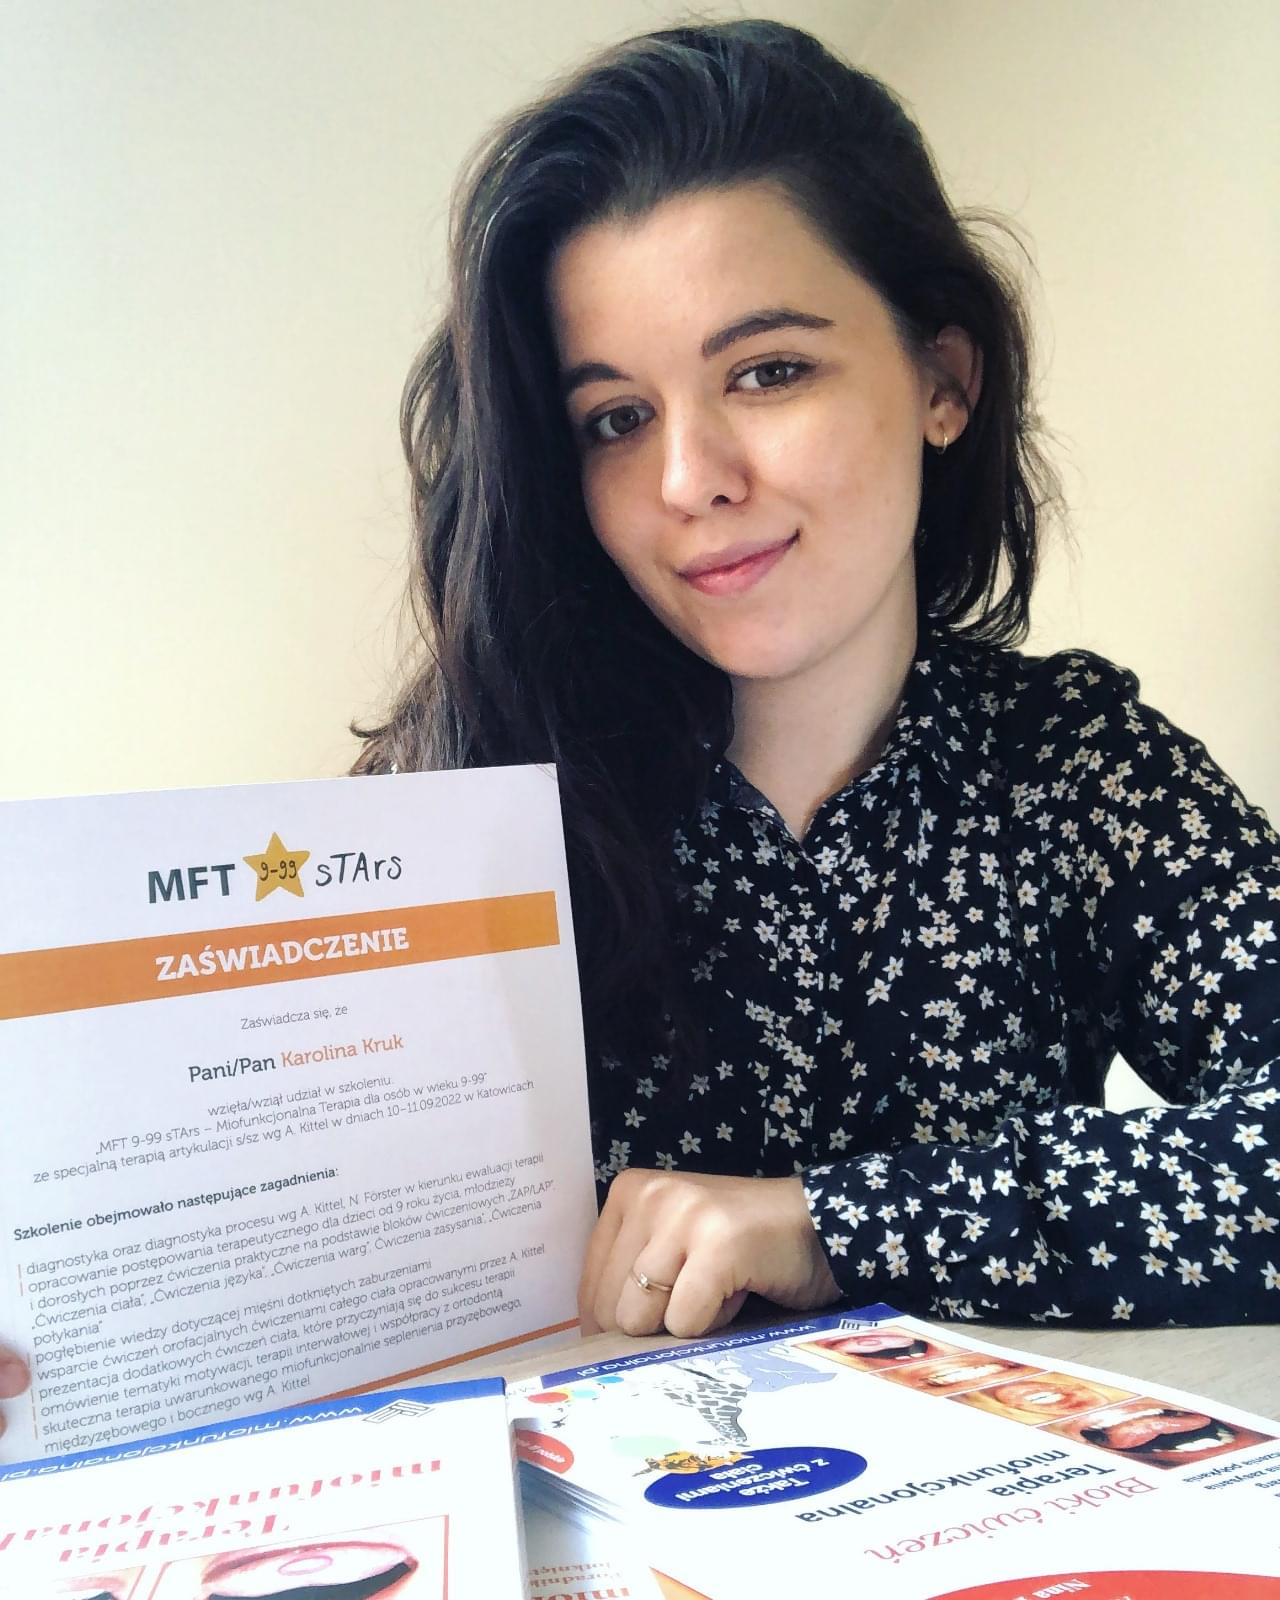 MFT 9-99 sTArs
ZAŚWIADCZENIE
Zaświadcza się, że
Pani/Pan Karolina Kruk
wzięła/wziął udział w szkoleniu:
„MFT 9-99 sTArs – Miofunkcjonalna Terapia dla osób w wieku 9-99"
ze specjalną terapią artykulacji s/sz wg A. Kittel w dniach 10–11.09.2022 w Katowicach
Szkolenie obejmowało następujące zagadnienia:
diagnostyka oraz diagnostyka procesu wg A. Kittel, N. Förster w kierunku ewaluacji terapii
opracowanie postępowania terapeutycznego dla dzieci od 9 roku życia, młodzieży
i dorosłych poprzez ćwiczenia praktyczne na podstawie bloków ćwiczeniowych „ZAP/LAP",
„Ćwiczenia ciała", „Ćwiczenia języka", „Ćwiczenia warg", Ćwiczenia zasysania", „Ćwiczenia
połykania"
pogłębienie wiedzy dotyczącej mięśni dotkniętych zaburzeniami
wsparcie ćwiczeń orofacjalnych ćwiczeniami całego ciała opracowanymi przez A. Kittel
prezentacja dodatkowych ćwiczeń ciała, które przyczyniają się do sukcesu terapii
omówienie tematyki motywacji, terapii interwałowej i współpracy z ortodontą
skuteczna terapia uwarunkowanego miofunkcjonalnie seplenienia przyzębowego,
międzyzębowego i bocznego wg A. Kittel
www.miofunkcjonalna.pl
Terapia
Nina
Bloki ćwiczeń
Terapia
miofunkcjonalna
Także
z ćwiczeniami
ciała
www.miofunkcjonalna.pl